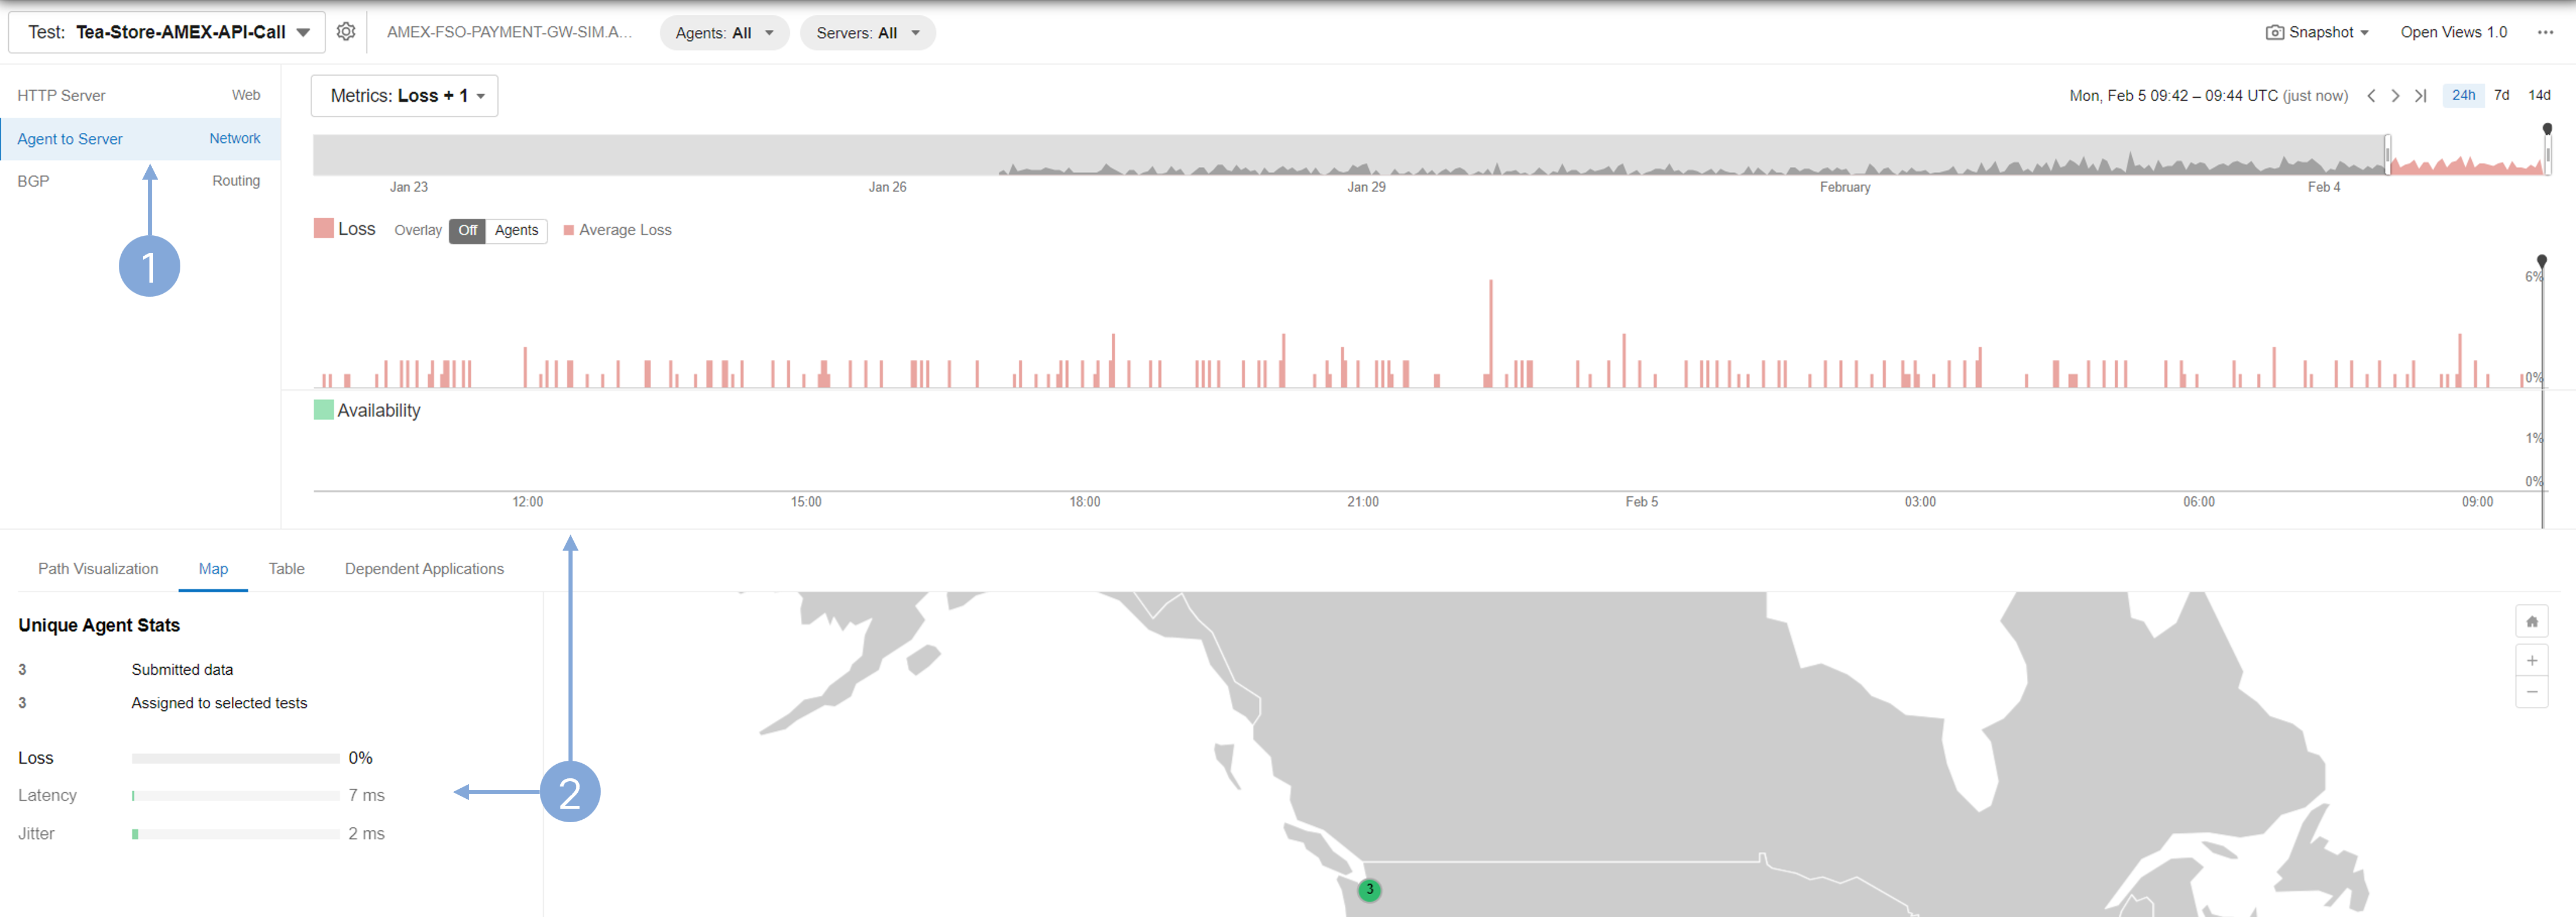 Test: Tea-Store-AMEX-API-Call AMEX-FSO-PAYMENT-GW-SIM.A... Agents: All Servers: All Snapshot Open Views 1.0 ...
HTTP Server Web
Agent to Server Network
BGP Routing
1
Metrics: Loss + 1 Mon, Feb 5 09:42 – 09:44 UTC (just now) 24h 7d 14d
Jan 23 Jan 26 Jan 29 February Feb 4
Loss Overlay Off Agents Average Loss
6%
0%
Availability
1%
0%
12:00 15:00 18:00 21:00 Feb 5 03:00 06:00 09:00
Path Visualization Map Table Dependent Applications
Unique Agent Stats
3 Submitted data
3 Assigned to selected tests
Loss 0%
Latency 7 ms
Jitter 2 ms
2
3
+
−